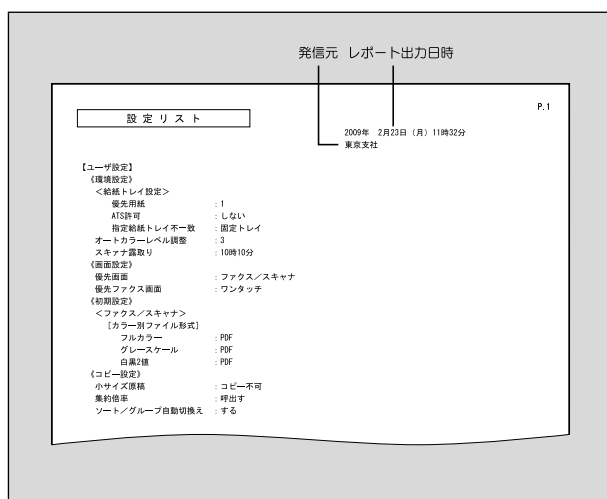 発信元 レポート出力日時
P.1
設定リスト
2009年 2月23日（月）11時32分
東京支社
【ユーザ設定】
《環境設定》
＜給紙トレイ設定＞
優先用紙 : 1
ATS許可 : しない
指定給紙トレイ不一致 : 固定トレイ
オートカラーレベル調整 : 3
スキャナ露取り : 10時10分
《画面設定》
優先画面 : ファクス／スキャナ
優先ファクス画面 : ワンタッチ
《初期設定》
＜ファクス／スキャナ＞
［カラー別ファイル形式］
フルカラー : PDF
グレースケール : PDF
白黒2値 : PDF
《コピー設定》
小サイズ原稿 : コピー不可
集約倍率 : 呼出す
ソート／グループ自動切換え : する